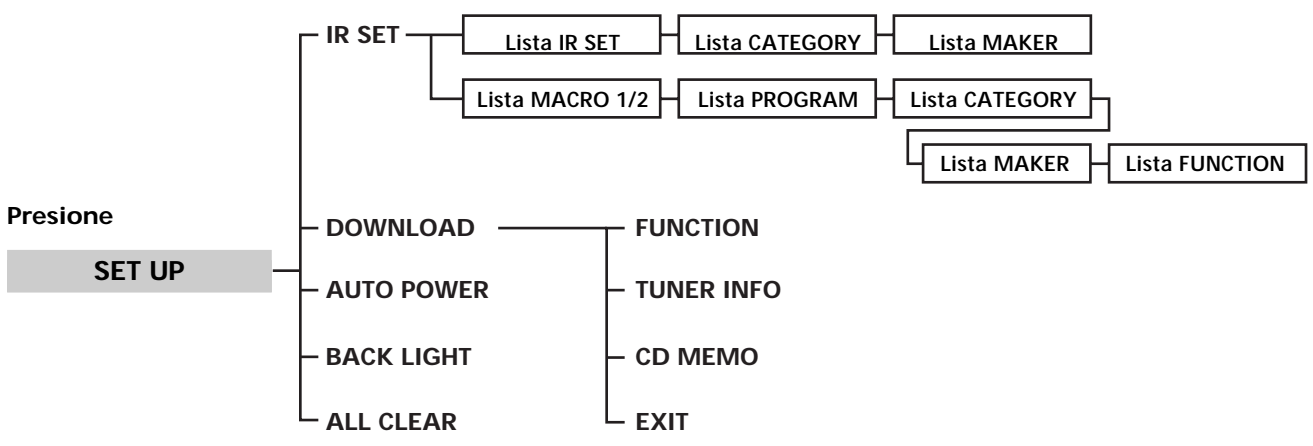 IR SET
Lista IR SET
Lista CATEGORY
Lista MAKER
Lista MACRO 1/2
Lista PROGRAM
Lista CATEGORY
Lista MAKER
Lista FUNCTION
Presione
SET UP
DOWNLOAD
FUNCTION
AUTO POWER
TUNER INFO
BACK LIGHT
CD MEMO
ALL CLEAR
EXIT